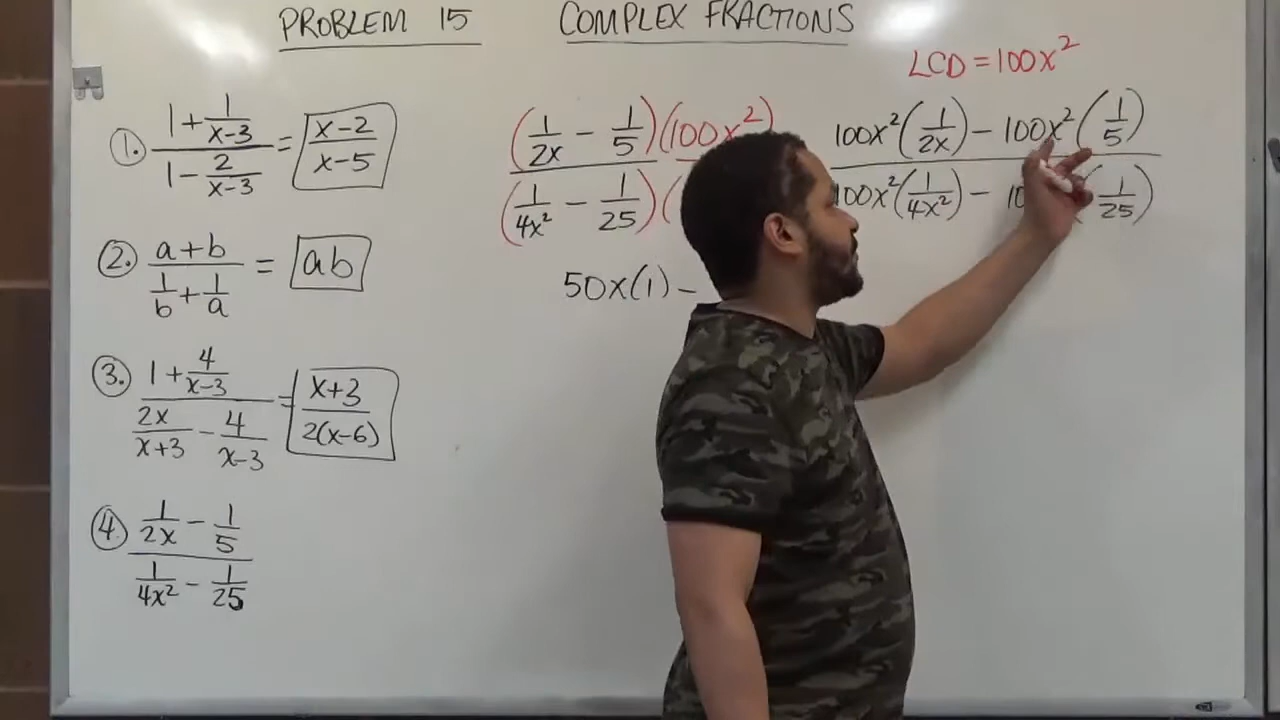 PROBLEM 15 COMPLEX FRACTIONS
LCD = 100x²
1. (1 + 1/(x-3)) / (1 - 2/(x-3)) = (x-2)/(x-5)
2. (a+b) / (1/b + 1/a) = ab
3. (1 + 4/(x-3)) / (2x/(x+3) - 4/(x-3)) = (x+3)/(2(x-6))
4. (1/2x - 1/5) / (1/4x² - 1/25)
(1/2x - 1/5)(100x²)
(1/4x² - 1/25)(
100x²(1/2x) - 100x²(1/5)
100x²(1/4x²) - 10 (1/25)
50x(1) -